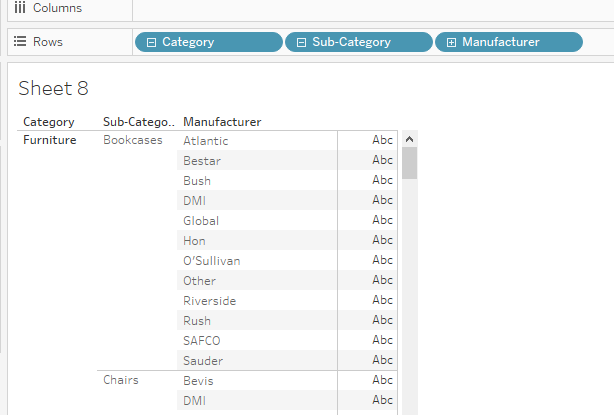 Columns
Rows Category Sub-Category Manufacturer
Sheet 8
Category Sub-Catego.. Manufacturer
Furniture Bookcases Atlantic Abc
Bestar Abc
Bush Abc
DMI Abc
Global Abc
Hon Abc
O'Sullivan Abc
Other Abc
Riverside Abc
Rush Abc
SAFCO Abc
Sauder Abc
Chairs Bevis Abc
DMI Abc